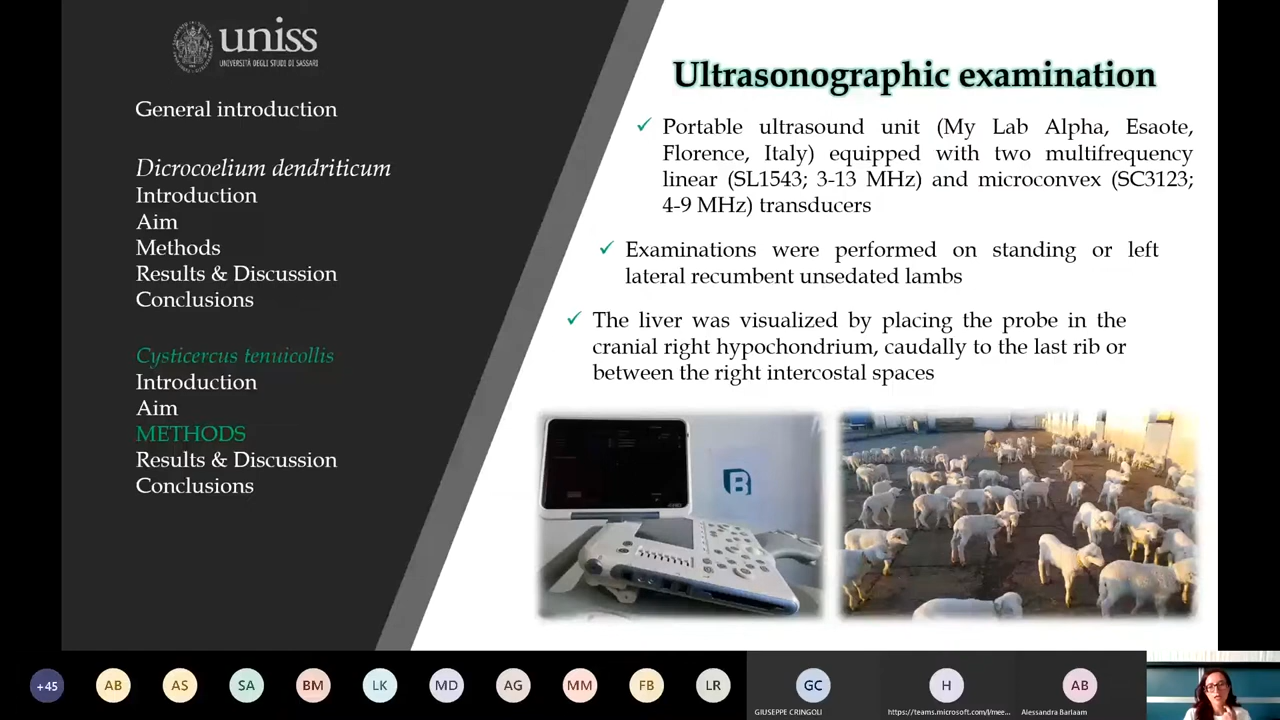 uniss
UNIVERSITÀ DEGLI STUDI DI SASSARI
General introduction
Dicrocoelium dendriticum
Introduction
Aim
Methods
Results & Discussion
Conclusions
Cysticercus tenuicollis
Introduction
Aim
METHODS
Results & Discussion
Conclusions
Ultrasonographic examination
✓ Portable ultrasound unit (My Lab Alpha, Esaote,
Florence, Italy) equipped with two multifrequency
linear (SL1543; 3-13 MHz) and microconvex (SC3123;
4-9 MHz) transducers
✓ Examinations were performed on standing or left
lateral recumbent unsedated lambs
✓ The liver was visualized by placing the probe in the
cranial right hypochondrium, caudally to the last rib or
between the right intercostal spaces
B
+45
AB
AS
SA
BM
LK
MD
AG
MM
FB
LR
GC
H
AB
GIUSEPPE CRINGOLI
https://teams.microsoft.com/l/mee...
Alessandra Barlaam